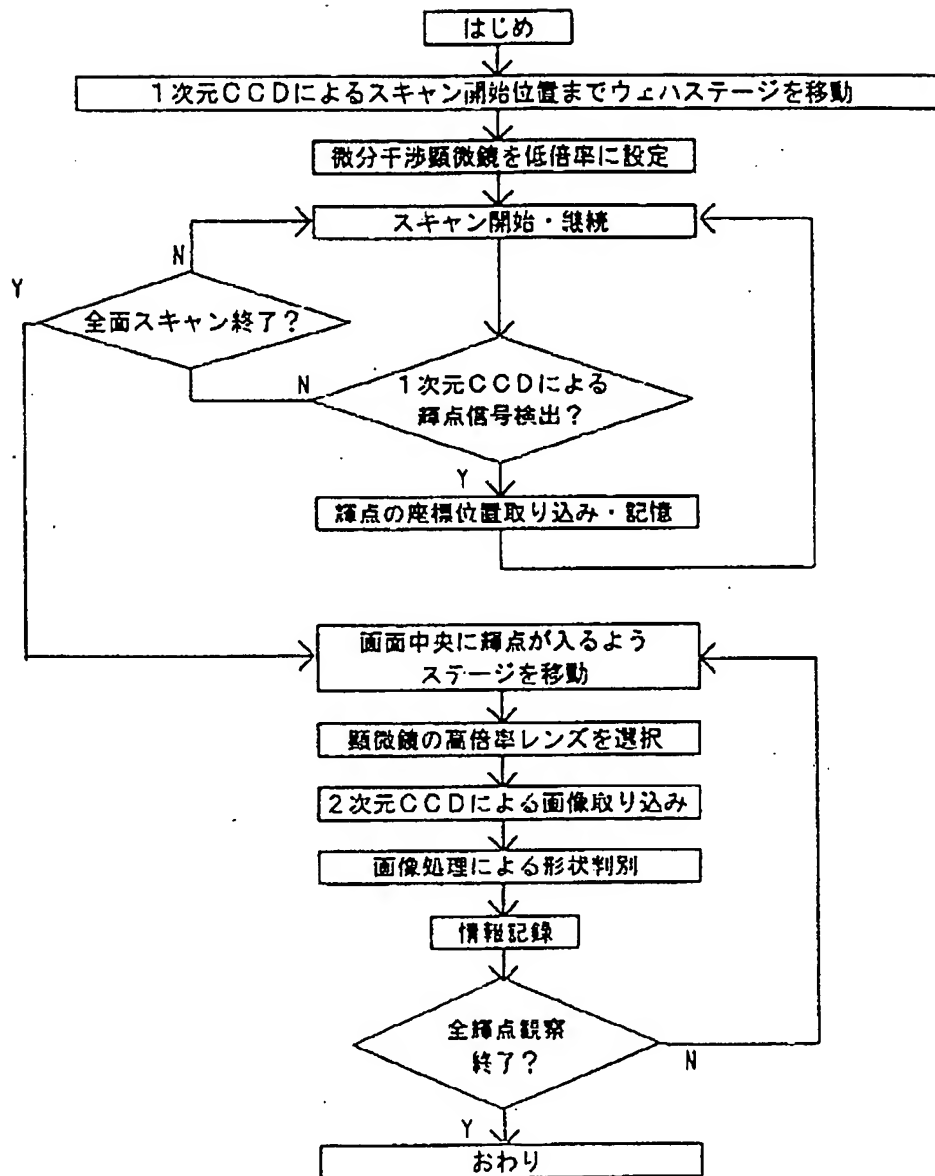 はじめ
1次元CCDによるスキャン開始位置までウェハステージを移動
微分干渉顕微鏡を低倍率に設定
スキャン開始・継続
N
Y
全面スキャン終了?
N
1次元CCDによる
輝点信号検出?
Y
輝点の座標位置取り込み・記憶
画面中央に輝点が入るよう
ステージを移動
顕微鏡の高倍率レンズを選択
2次元CCDによる画像取り込み
画像処理による形状判別
情報記録
全輝点観察
終了?
N
Y
おわり